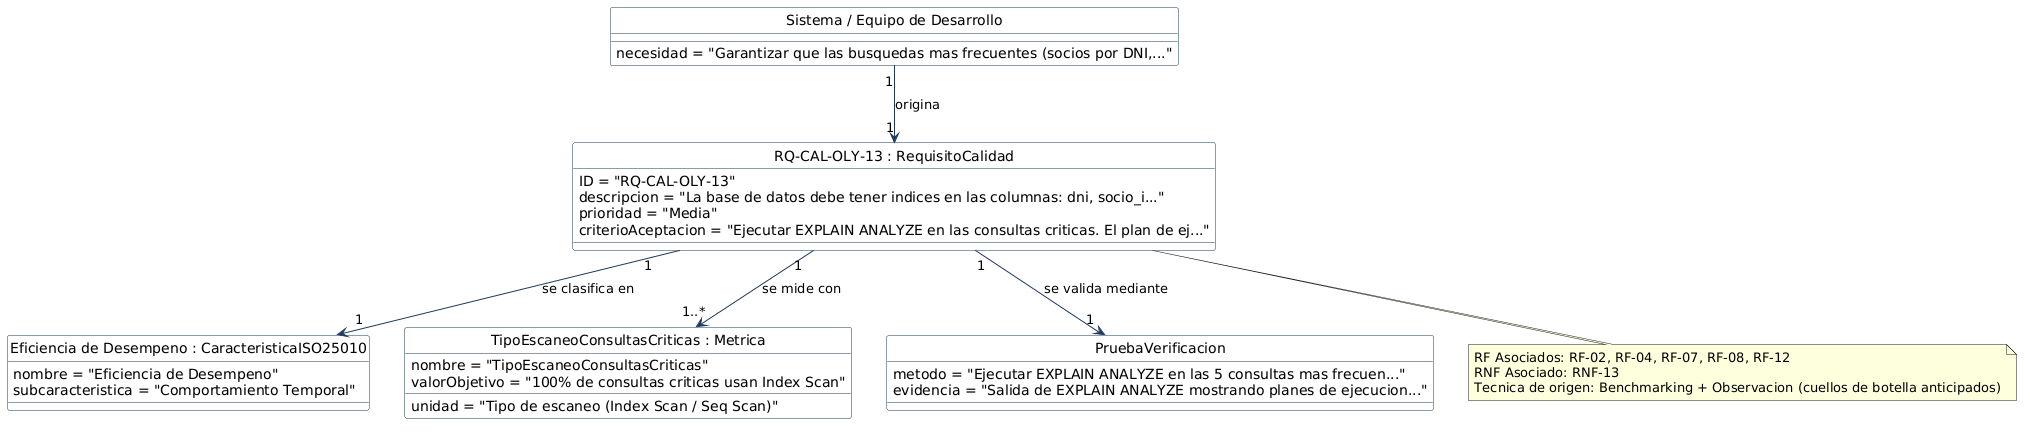 Sistema / Equipo de Desarrollo
necesidad = "Garantizar que las busquedas mas frecuentes (socios por DNI,..."
1
origina
1
RQ-CAL-OLY-13 : RequisitoCalidad
ID = "RQ-CAL-OLY-13"
descripcion = "La base de datos debe tener indices en las columnas: dni, socio_i..."
prioridad = "Media"
criterioAceptacion = "Ejecutar EXPLAIN ANALYZE en las consultas criticas. El plan de ej..."
1
1
1
se clasifica en
se mide con
se valida mediante
1
1..*
1
Eficiencia de Desempeno : CaracteristicaISO25010
nombre = "Eficiencia de Desempeno"
subcaracteristica = "Comportamiento Temporal"
TipoEscaneoConsultasCriticas : Metrica
nombre = "TipoEscaneoConsultasCriticas"
valorObjetivo = "100% de consultas criticas usan Index Scan"
unidad = "Tipo de escaneo (Index Scan / Seq Scan)"
PruebaVerificacion
metodo = "Ejecutar EXPLAIN ANALYZE en las 5 consultas mas frecuen..."
evidencia = "Salida de EXPLAIN ANALYZE mostrando planes de ejecucion..."
RF Asociados: RF-02, RF-04, RF-07, RF-08, RF-12
RNF Asociado: RNF-13
Tecnica de origen: Benchmarking + Observacion (cuellos de botella anticipados)